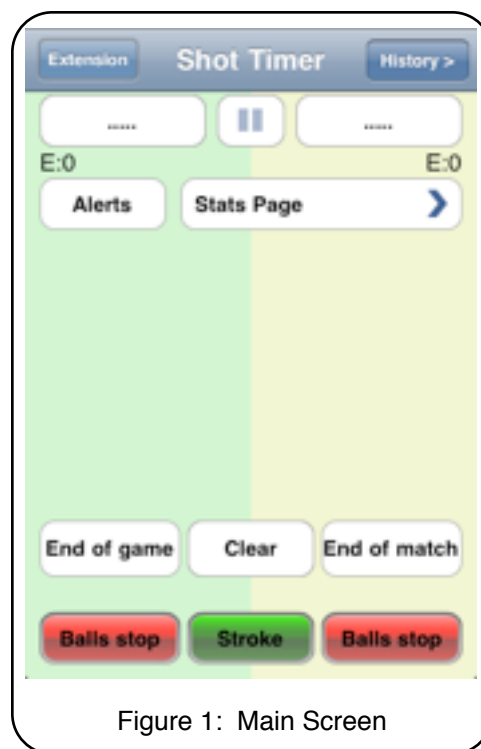 Extension Shot Timer History >
..... .....
E:0 E:0
Alerts Stats Page
End of game Clear End of match
Balls stop Stroke Balls stop
Figure 1: Main Screen